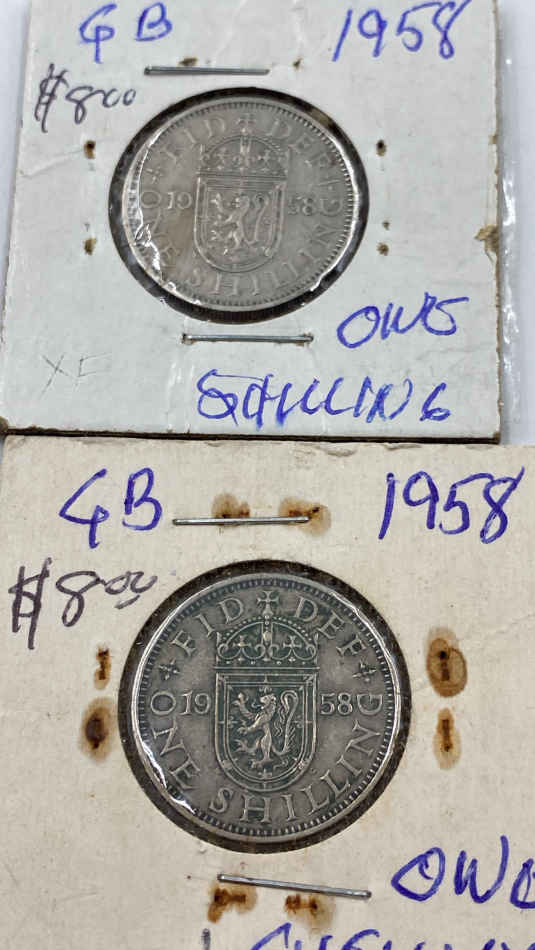 GB 1958
$8.00
FID DEF
19 58
ONE SHILLING
ONE
XF
SHILLING
GB 1958
$8.00
FID DEF
19 58
ONE SHILLING
ONE